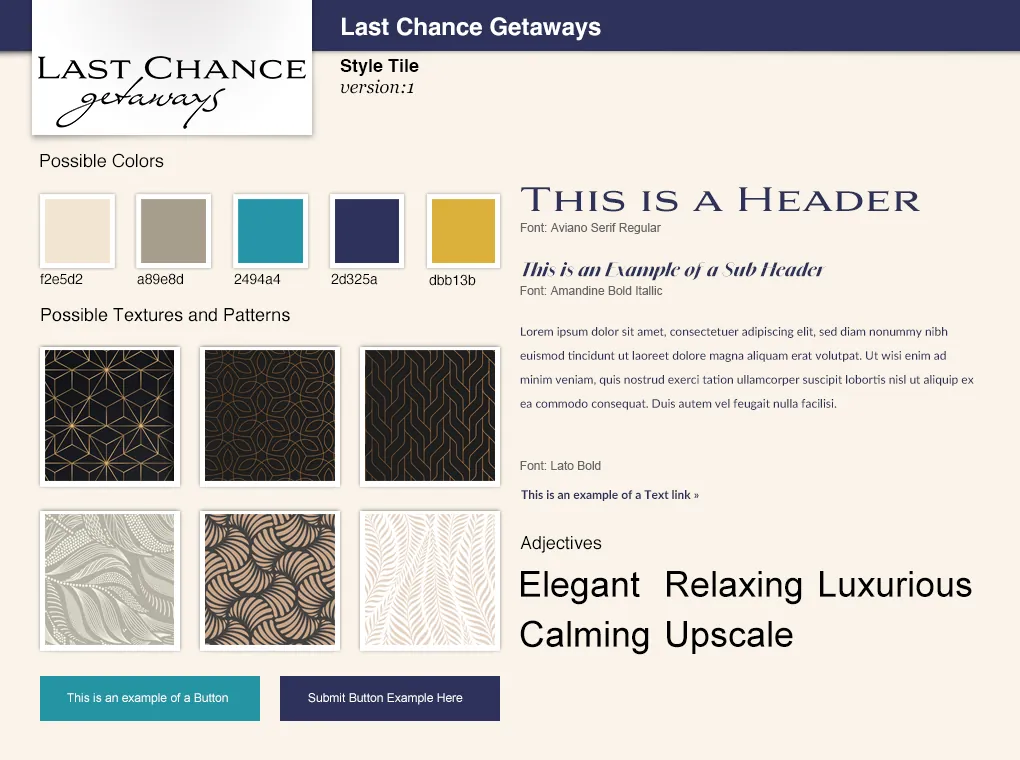 Last Chance Getaways
LAST CHANCE
getaways
Style Tile
version:1
Possible Colors
f2e5d2
a89e8d
2494a4
2d325a
dbb13b
Possible Textures and Patterns
This is an example of a Button
Submit Button Example Here
THIS IS A HEADER
Font: Aviano Serif Regular
This is an Example of a Sub Header
Font: Amandine Bold Itallic
Lorem ipsum dolor sit amet, consectetuer adipiscing elit, sed diam nonummy nibh
euismod tincidunt ut laoreet dolore magna aliquam erat volutpat. Ut wisi enim ad
minim veniam, quis nostrud exerci tation ullamcorper suscipit lobortis nisl ut aliquip ex
ea commodo consequat. Duis autem vel feugait nulla facilisi.
Font: Lato Bold
This is an example of a Text link »
Adjectives
Elegant Relaxing Luxurious
Calming Upscale